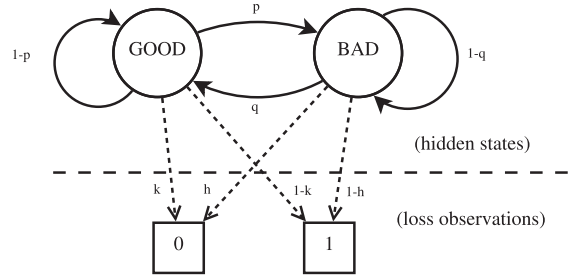 p
GOOD
BAD
1-p
1-q
q
(hidden states)
k
h
1-k
1-h
(loss observations)
0
1